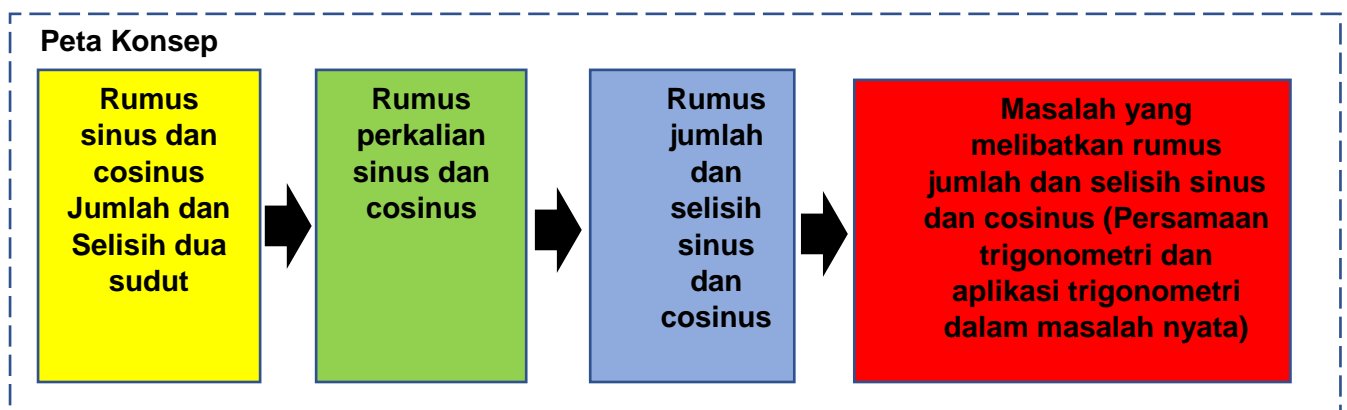 Peta Konsep
Rumus
sinus dan
cosinus
Jumlah dan
Selisih dua
sudut
Rumus
perkalian
sinus dan
cosinus
Rumus
jumlah
dan
selisih
sinus
dan
cosinus
Masalah yang
melibatkan rumus
jumlah dan selisih sinus
dan cosinus (Persamaan
trigonometri dan
aplikasi trigonometri
dalam masalah nyata)